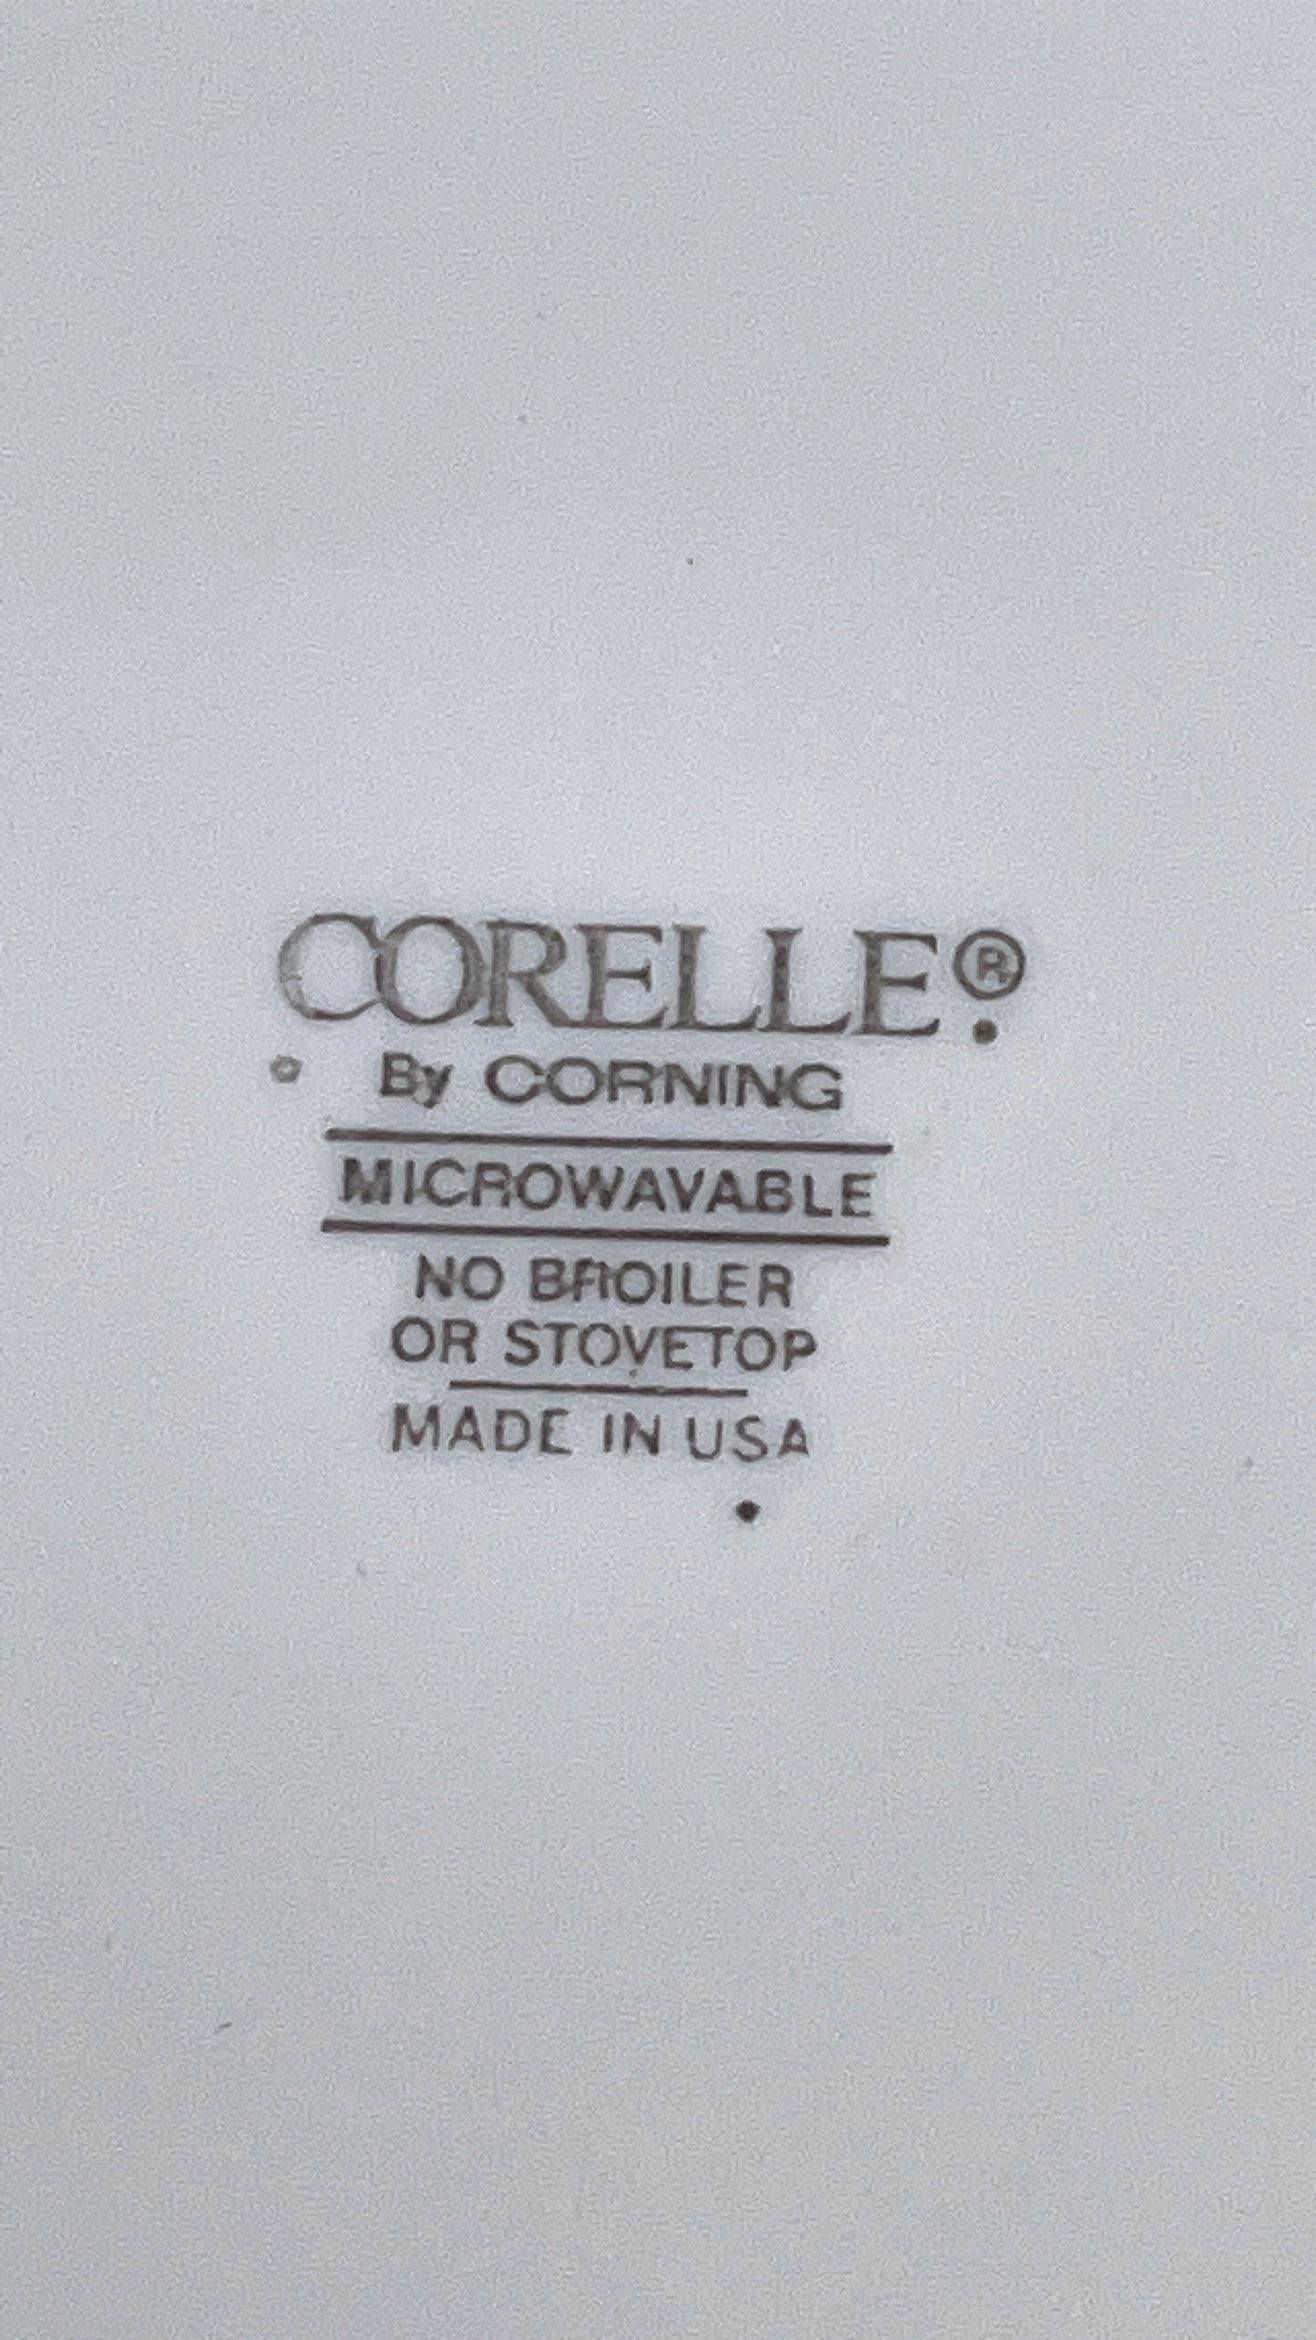 CORELLE®
By CORNING
MICROWAVABLE
NO BROILER
OR STOVETOP
MADE IN USA